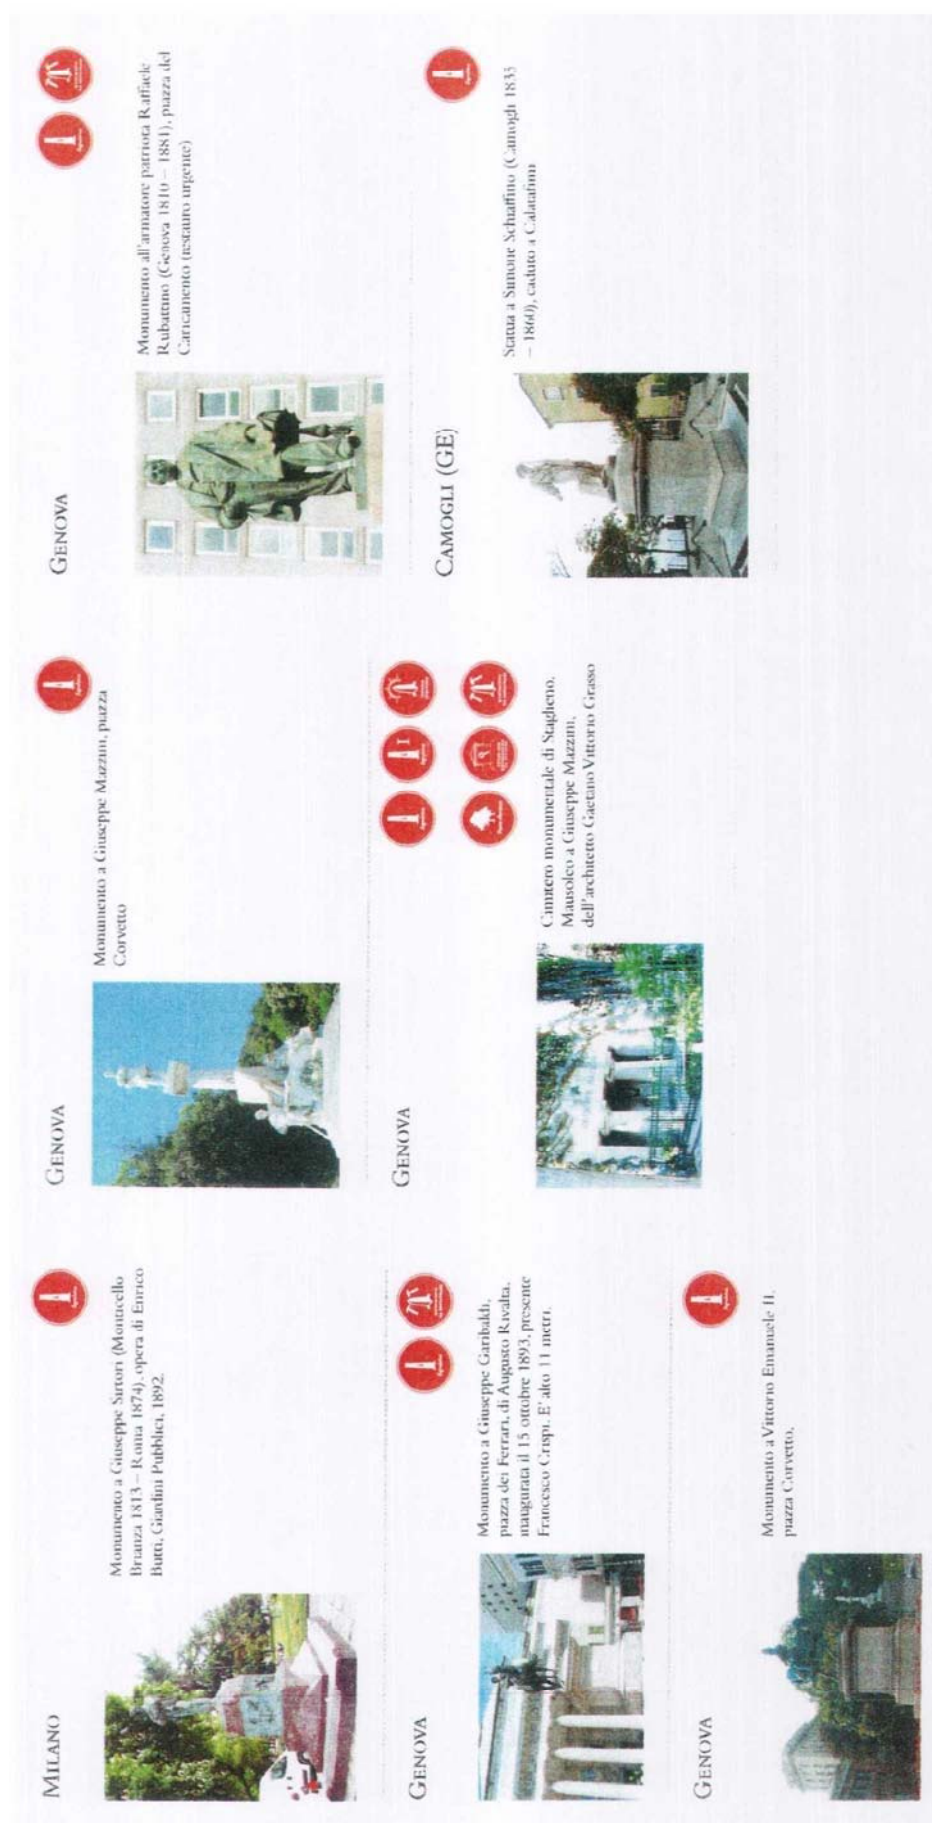 MILANO
Monumento a Giuseppe Sirtori (Monticello
Brianza 1813 – Roma 1874), opera di Enrico
Butti, Giardini Pubblici, 1892.
GENOVA
Monumento a Giuseppe Garibaldi,
piazza dei Ferrari, di Augusto Rivalta,
inaugurata il 15 ottobre 1893, presente
Francesco Crispi. E' alto 11 metri.
GENOVA
Monumento a Vittorio Emanuele II,
piazza Corvetto.
GENOVA
Monumento a Giuseppe Mazzini, piazza
Corvetto
GENOVA
Cimitero monumentale di Staglieno.
Mausoleo a Giuseppe Mazzini,
dell'architetto Gaetano Vittorio Grasso
GENOVA
Monumento all'armatore patriota Raffaele
Rubattino (Genova 1810 – 1881), piazza del
Caricamento (restauro urgente)
CAMOGLI (GE)
Statua a Simone Schiaffino (Camogli 1835
– 1860), caduto a Calatafimi